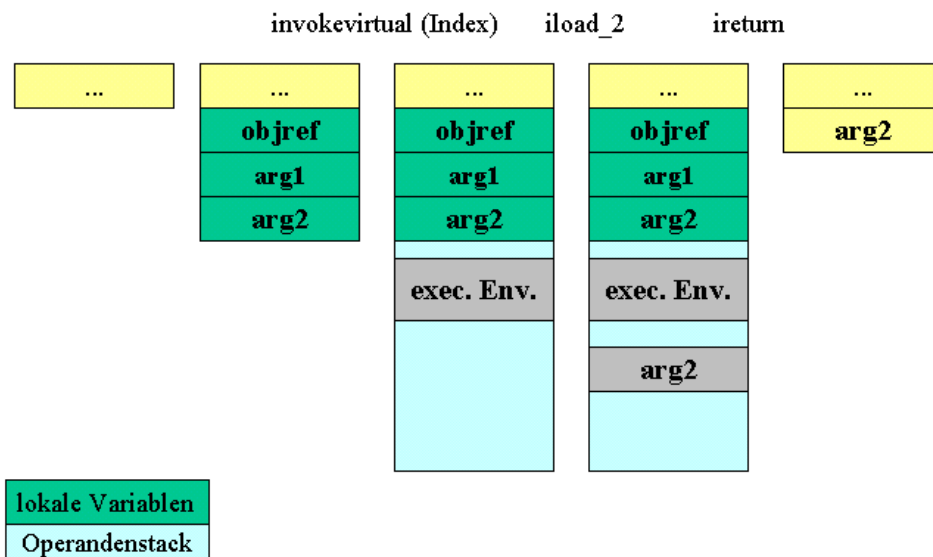 invokevirtual (Index) iload_2 ireturn
... ... ... ... ...
objref objref objref arg2
arg1 arg1 arg1
arg2 arg2 arg2
exec. Env. exec. Env.
arg2
lokale Variablen
Operandenstack